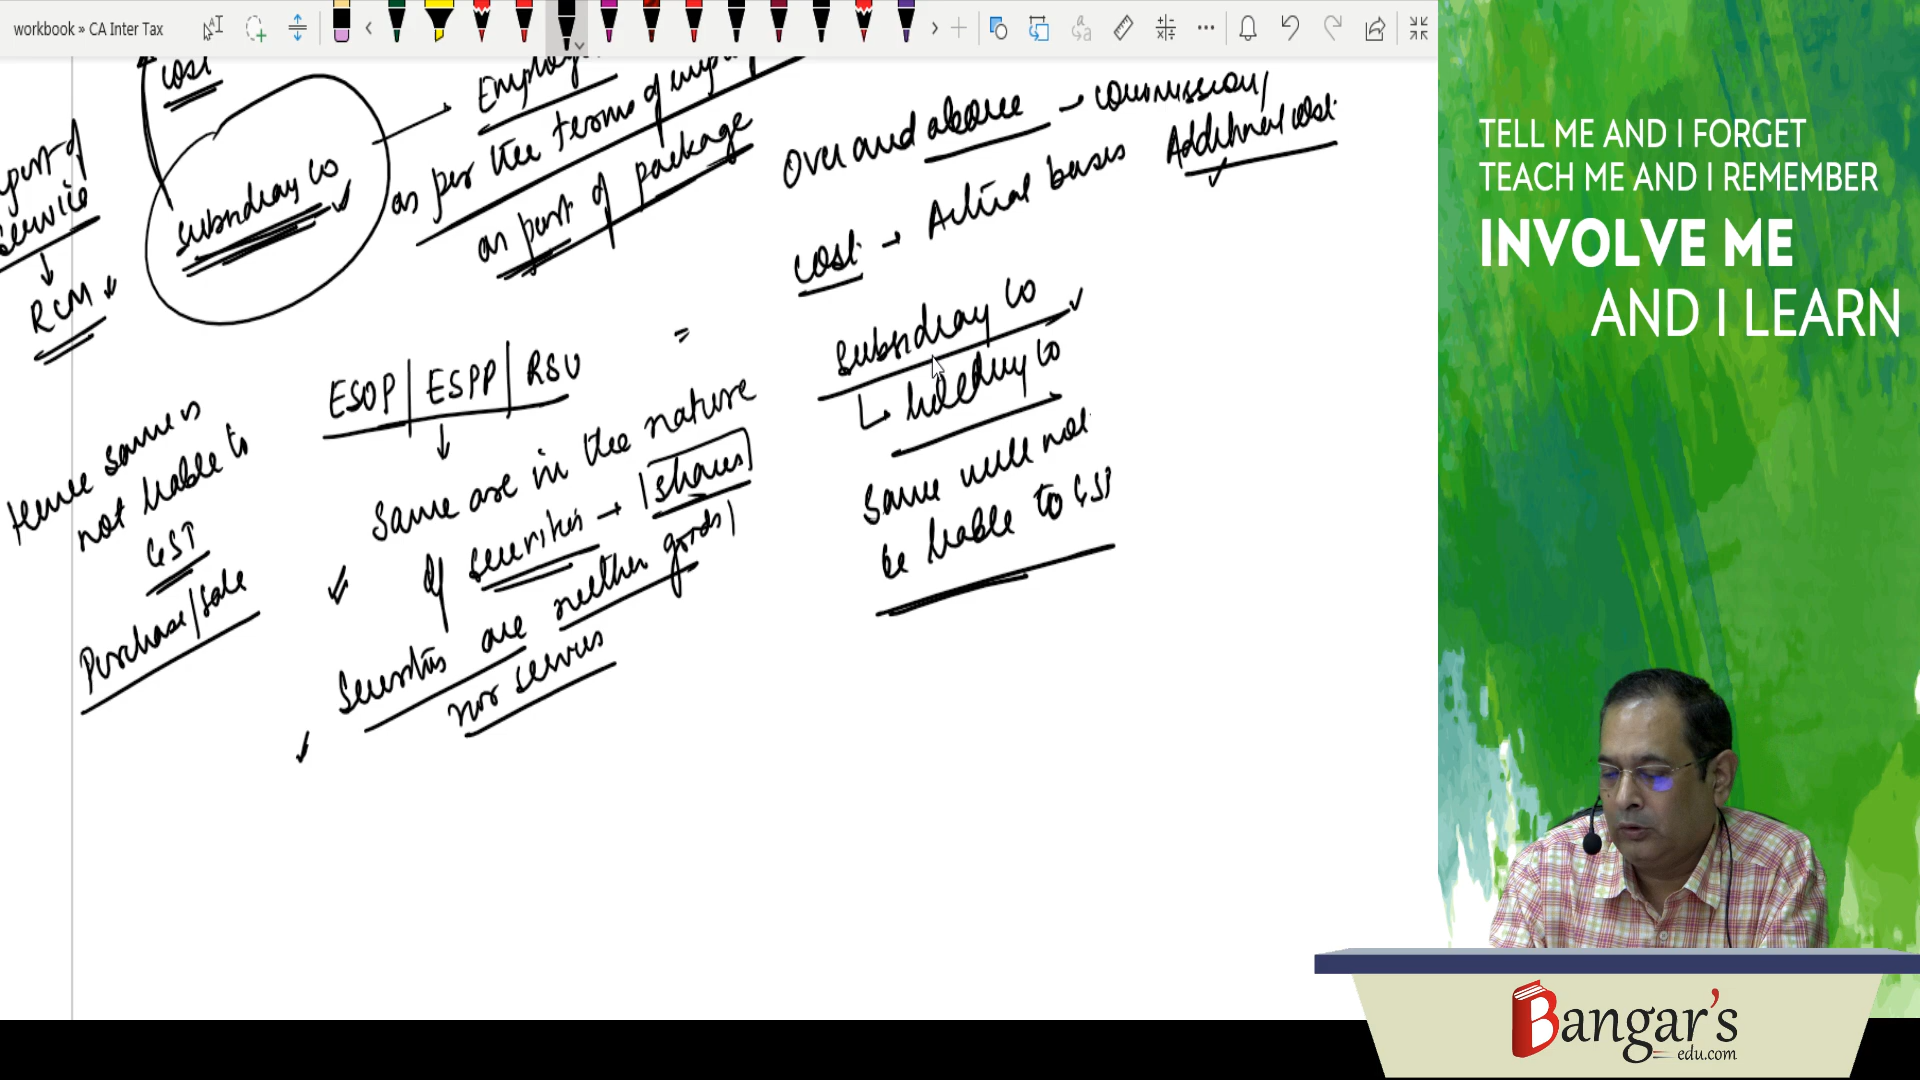 workbook » CA Inter Tax
cost
subsidiary co
service
RCM
as per the terms of
as part of package
Over and above → commission/
Additional cost
cost → Actual basis
subsidiary co
↳ holding co
same will not
be liable to GST
ESOP | ESPP | RSU
=
Same are in the nature
of securities → |shares|
Securities are neither goods|
nor services
Hence same is
not liable to
GST
Purchase/sale
TELL ME AND I FORGET
TEACH ME AND I REMEMBER
INVOLVE ME
AND I LEARN
Bangar's
edu.com